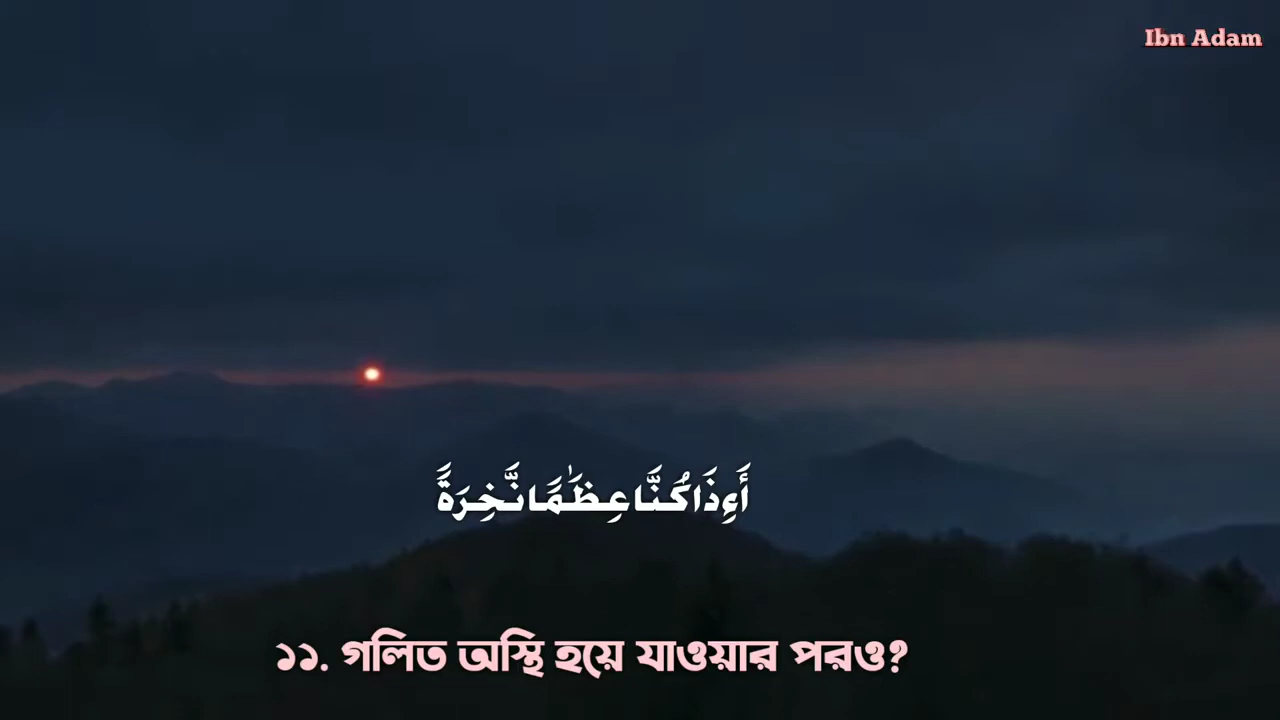 Ibn Adam
أَءِذَا كُنَّا عِظَٰمًا نَّخِرَةً
১১. গলিত অস্থি হয়ে যাওয়ার পরও?